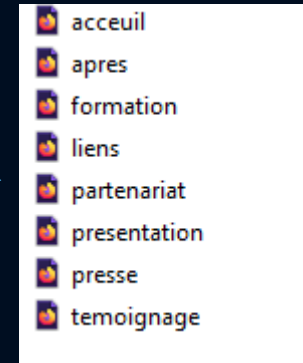 acceuil
apres
formation
liens
partenariat
presentation
presse
temoignage